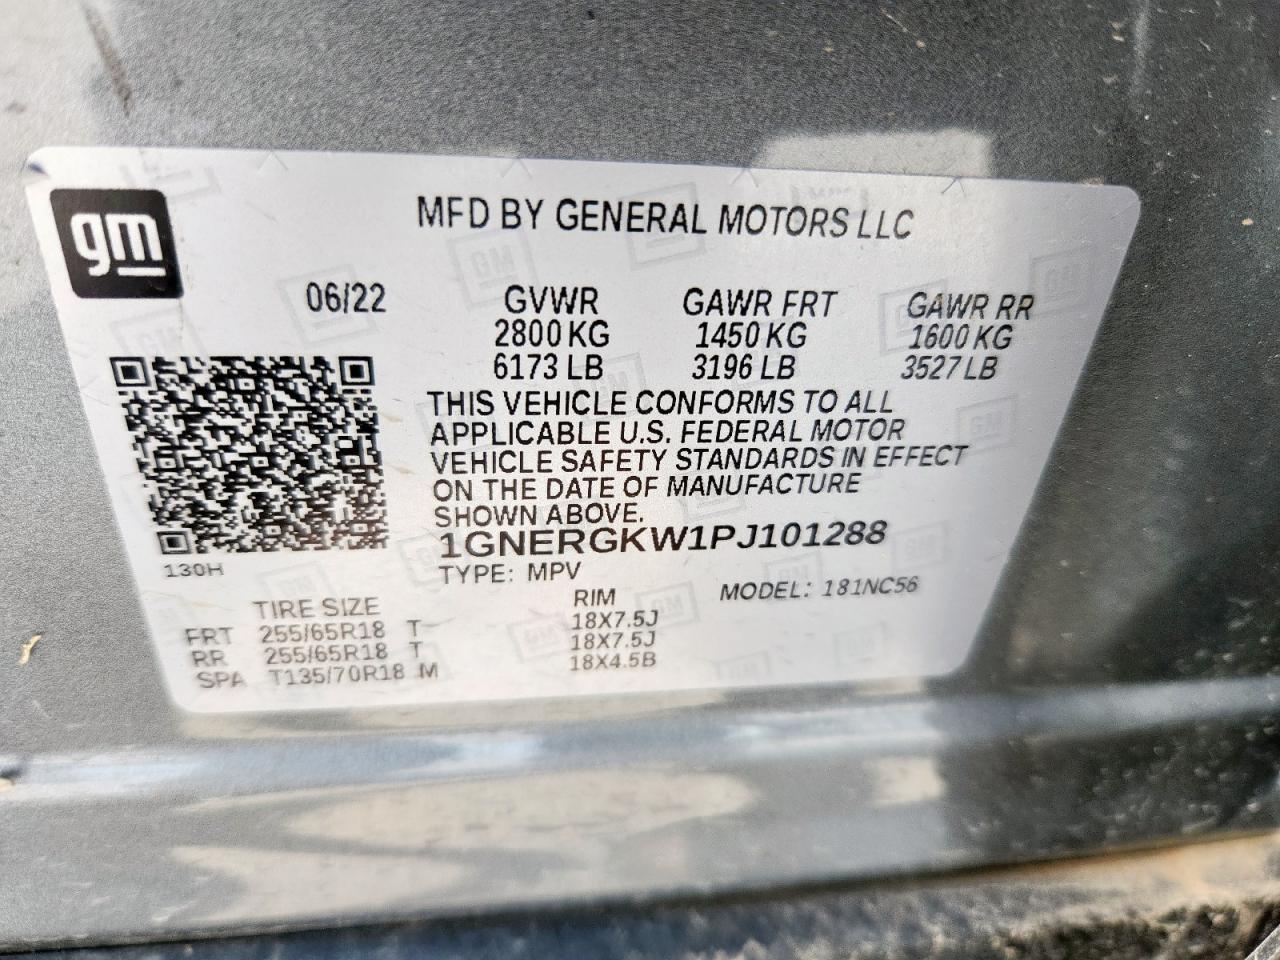 gm
MFD BY GENERAL MOTORS LLC
06/22 GVWR GAWR FRT GAWR RR
2800 KG 1450 KG 1600 KG
6173 LB 3196 LB 3527 LB
THIS VEHICLE CONFORMS TO ALL
APPLICABLE U.S. FEDERAL MOTOR
VEHICLE SAFETY STANDARDS IN EFFECT
ON THE DATE OF MANUFACTURE
SHOWN ABOVE.
1GNERGKW1PJ101288
130H
TYPE: MPV MODEL: 181NC56
TIRE SIZE RIM
FRT 255/65R18 T 18X7.5J
RR 255/65R18 T 18X7.5J
SPA T135/70R18 M 18X4.5B